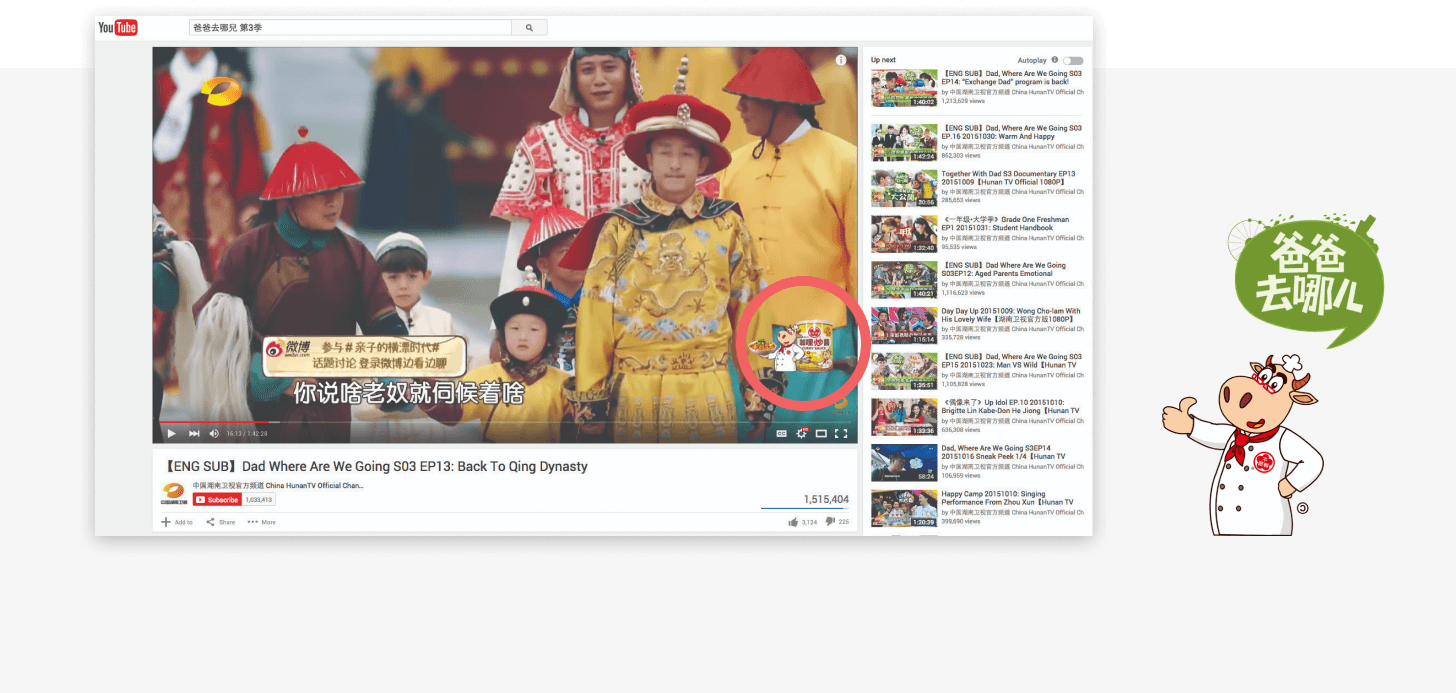 YouTube
爸爸去哪兒 第3季
微博
weibo.com
参与#亲子的横漂时代#
话题讨论 登录微博边看边聊
你说啥老奴就伺候着啥
咖喱炒酱
CURRY SAUCE
16:13 / 1:42:28
CC
HD
【ENG SUB】Dad Where Are We Going S03 EP13: Back To Qing Dynasty
中国湖南卫视官方频道 China HunanTV Official Chan...
Subscribe 1,033,413
1,515,404
Add to Share More
3,124 225
Up next Autoplay
【ENG SUB】Dad, Where Are We Going S03
EP14: "Exchange Dad" program is back!
by 中国湖南卫视官方频道 China HunanTV Official Ch
1,213,629 views
1:40:02
【ENG SUB】Dad, Where Are We Going S03
EP.16 20151030: Warm And Happy
by 中国湖南卫视官方频道 China HunanTV Official Ch
862,303 views
1:42:24
Together With Dad S3 Documentary EP13
20151009【Hunan TV Official 1080P】
by 中国湖南卫视官方频道 China HunanTV Official Ch
285,653 views
大公开
20:56
《一年级·大学季》Grade One Freshman
EP1 20151031: Student Handbook
by 中国湖南卫视官方频道 China HunanTV Official Ch
95,535 views
1:32:40
【ENG SUB】Dad Where Are We Going
S03EP12: Aged Parents Emotional
by 中国湖南卫视官方频道 China HunanTV Official Ch
1,116,623 views
1:40:21
Day Day Up 20151009: Wong Cho-lam With
His Lovely Wife【湖南卫视官方版1080P】
by 中国湖南卫视官方频道 China HunanTV Official Ch
335,728 views
1:15:14
【ENG SUB】Dad, Where Are We Going S03
EP15 20151023: Man VS Wild【Hunan TV
by 中国湖南卫视官方频道 China HunanTV Official Ch
1,105,828 views
1:35:51
《偶像来了》Up Idol EP.10 20151010:
Brigitte Lin Kabe-Don He Jiong【Hunan TV
by 中国湖南卫视官方频道 China HunanTV Official Ch
636,308 views
1:33:36
Dad, Where Are We Going S3EP14
20151016 Sneak Peek 1/4【Hunan TV
by 中国湖南卫视官方频道 China HunanTV Official Ch
106,959 views
58:24
Happy Camp 20151010: Singing
Performance From Zhou Xun【Hunan TV
by 中国湖南卫视官方频道 China HunanTV Official Ch
399,690 views
1:20:39
爸爸
去哪儿